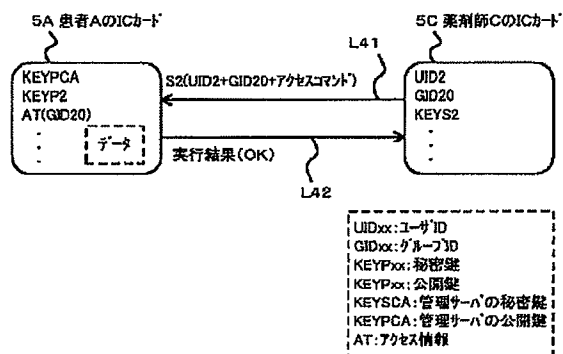 5A 患者AのICカード
5C 薬剤師CのICカード
L41
KEYPCA
KEYP2
AT(GID20)
データ
S2(UID2+GID20+アクセスコマンド)
実行結果(OK)
L42
UID2
GID20
KEYS2
UIDxx:ユーザID
GIDxx:グループID
KEYPxx:秘密鍵
KEYPxx:公開鍵
KEYSCA:管理サーバの秘密鍵
KEYPCA:管理サーバの公開鍵
AT:アクセス情報